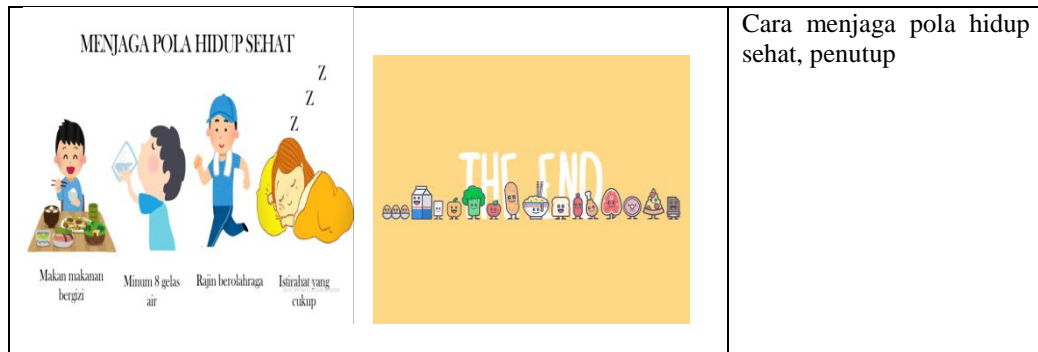 MENJAGA POLA HIDUP SEHAT
Z
Z
Z
Makan makanan
bergizi
Minum 8 gelas
air
Rajin berolahraga
Istirahat yang
cukup
THE END
Cara menjaga pola hidup
sehat, penutup